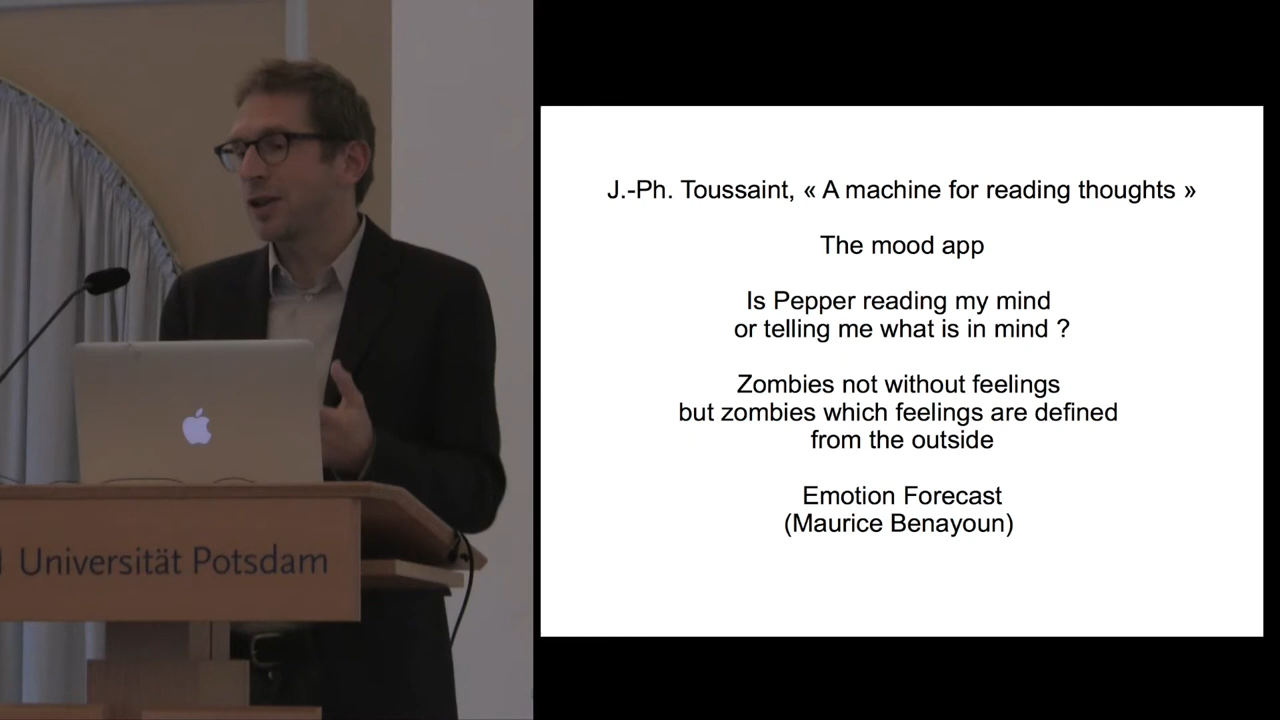 Universität Potsdam
J.-Ph. Toussaint, « A machine for reading thoughts »
The mood app
Is Pepper reading my mind
or telling me what is in mind ?
Zombies not without feelings
but zombies which feelings are defined
from the outside
Emotion Forecast
(Maurice Benayoun)